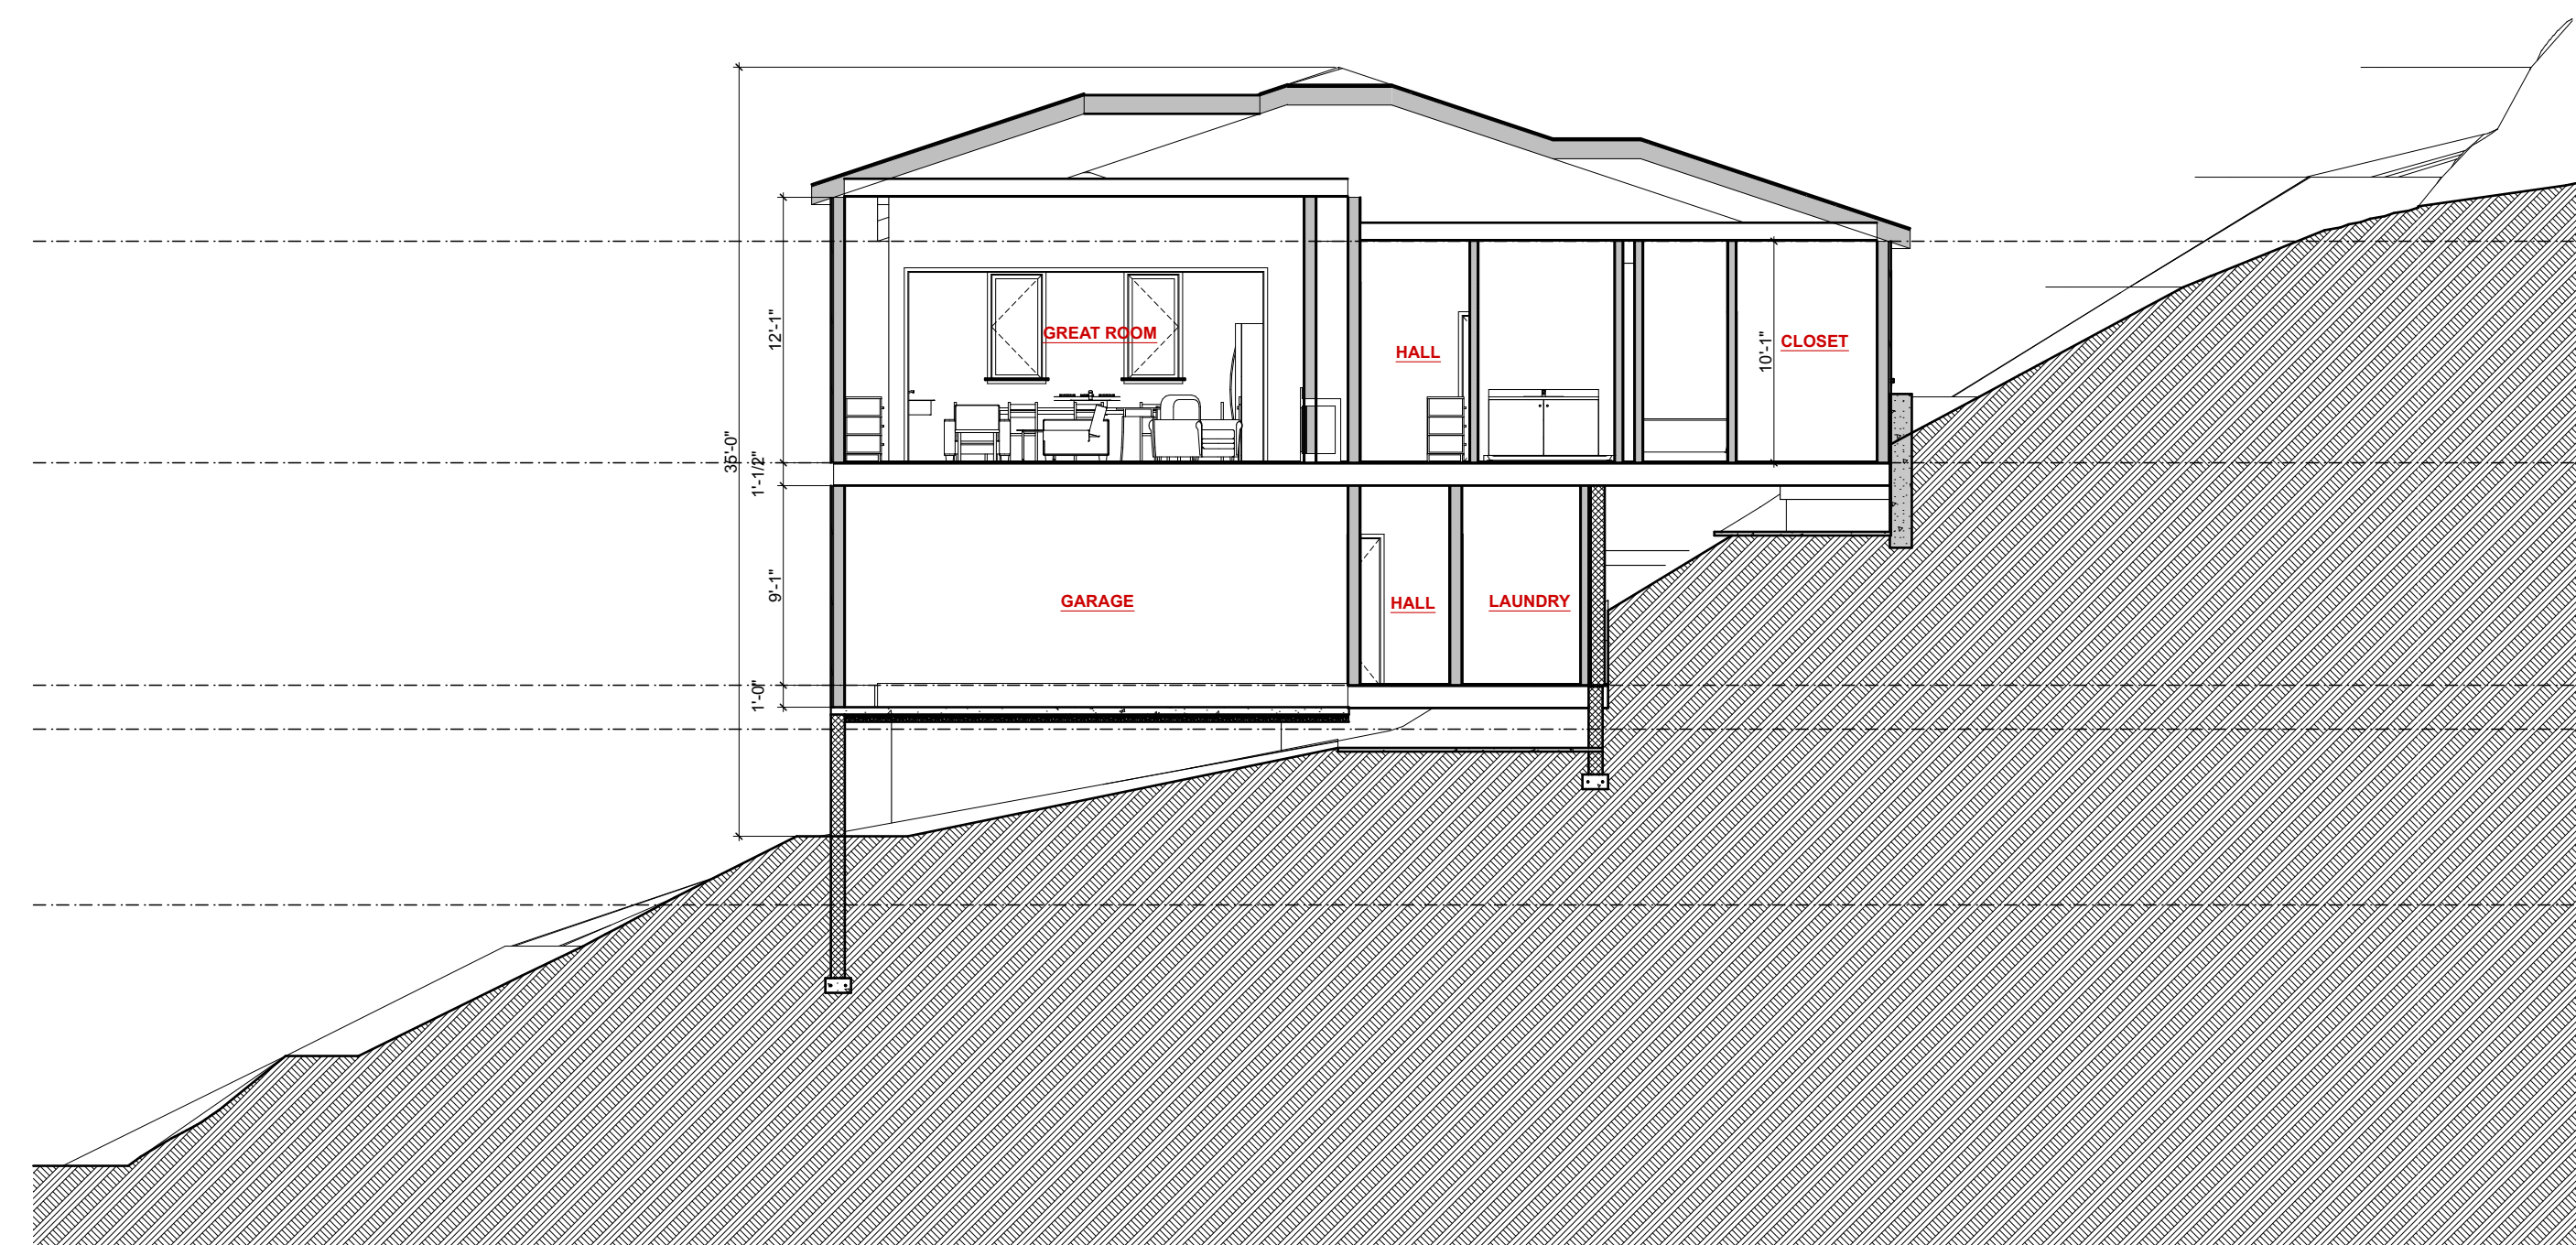 35'-0"
12'-1"
1'-1/2"
9'-1"
1'-0"
GREAT ROOM
HALL
10'-1"
CLOSET
GARAGE
HALL
LAUNDRY